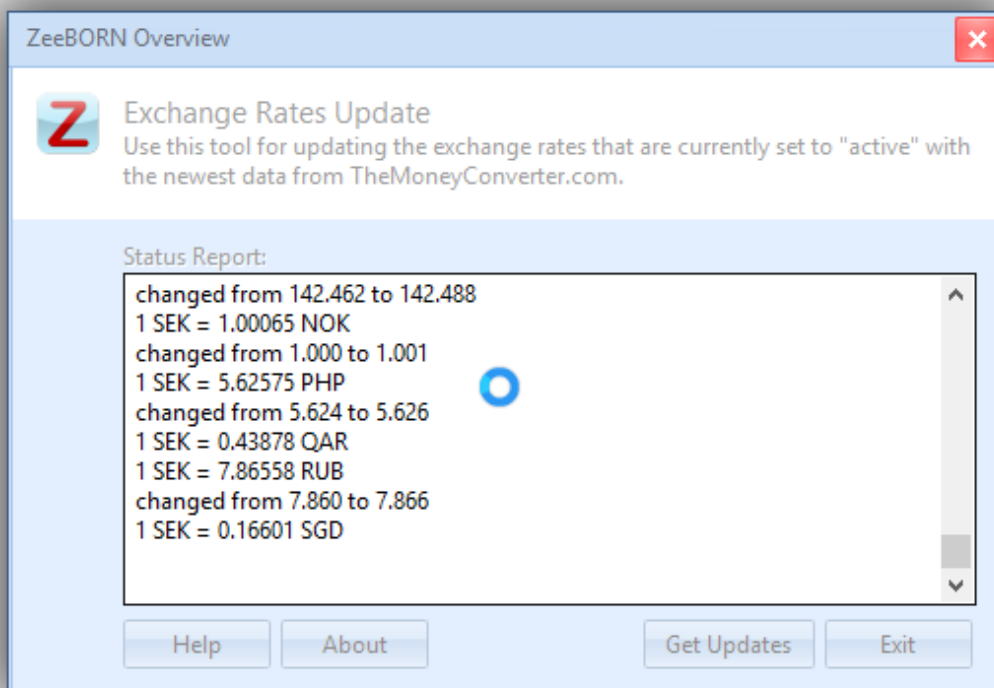 ZeeBORN Overview
Z
Exchange Rates Update
Use this tool for updating the exchange rates that are currently set to "active" with
the newest data from TheMoneyConverter.com.
Status Report:
changed from 142.462 to 142.488
1 SEK = 1.00065 NOK
changed from 1.000 to 1.001
1 SEK = 5.62575 PHP
changed from 5.624 to 5.626
1 SEK = 0.43878 QAR
1 SEK = 7.86558 RUB
changed from 7.860 to 7.866
1 SEK = 0.16601 SGD
Help About Get Updates Exit